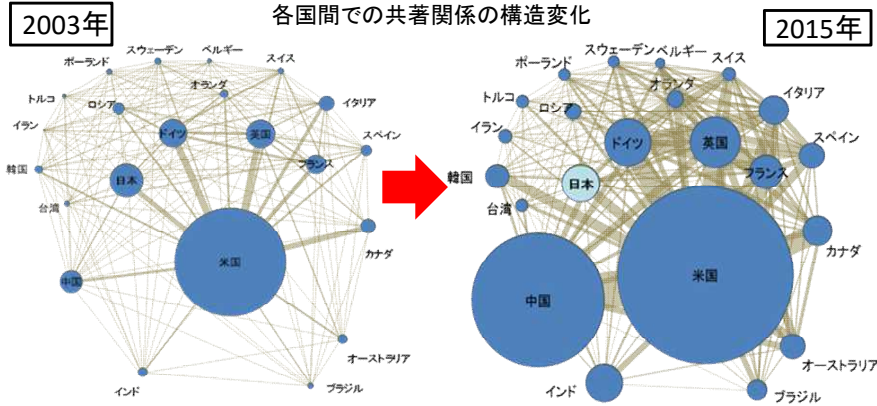 各国間での共著関係の構造変化
2003年
スウェーデン
ベルギー
ポーランド
スイス
オランダ
トルコ
ロシア
イタリア
イラン
ドイツ
英国
スペイン
韓国
日本
フランス
台湾
米国
カナダ
中国
オーストラリア
インド
ブラジル
2015年
スウェーデン
ベルギー
ポーランド
スイス
オランダ
トルコ
ロシア
イタリア
イラン
ドイツ
英国
スペイン
韓国
日本
フランス
台湾
カナダ
米国
中国
オーストラリア
インド
ブラジル